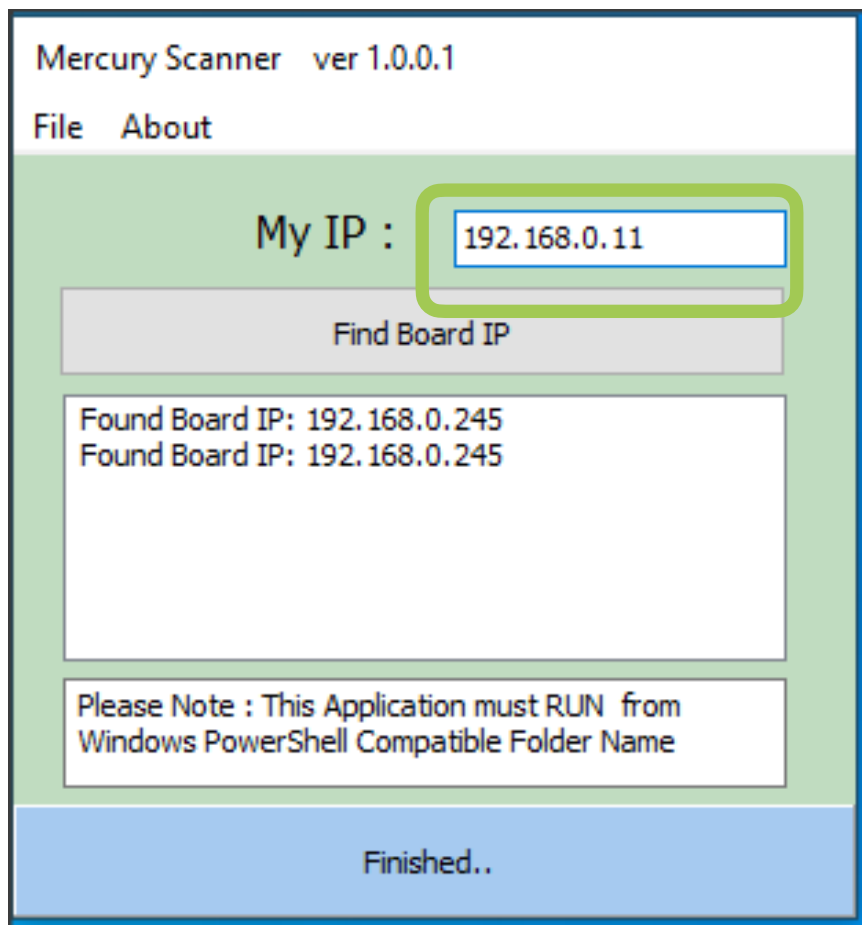 Mercury Scanner ver 1.0.0.1
File About
My IP : 192.168.0.11
Find Board IP
Found Board IP: 192.168.0.245
Found Board IP: 192.168.0.245
Please Note : This Application must RUN from
Windows PowerShell Compatible Folder Name
Finished..